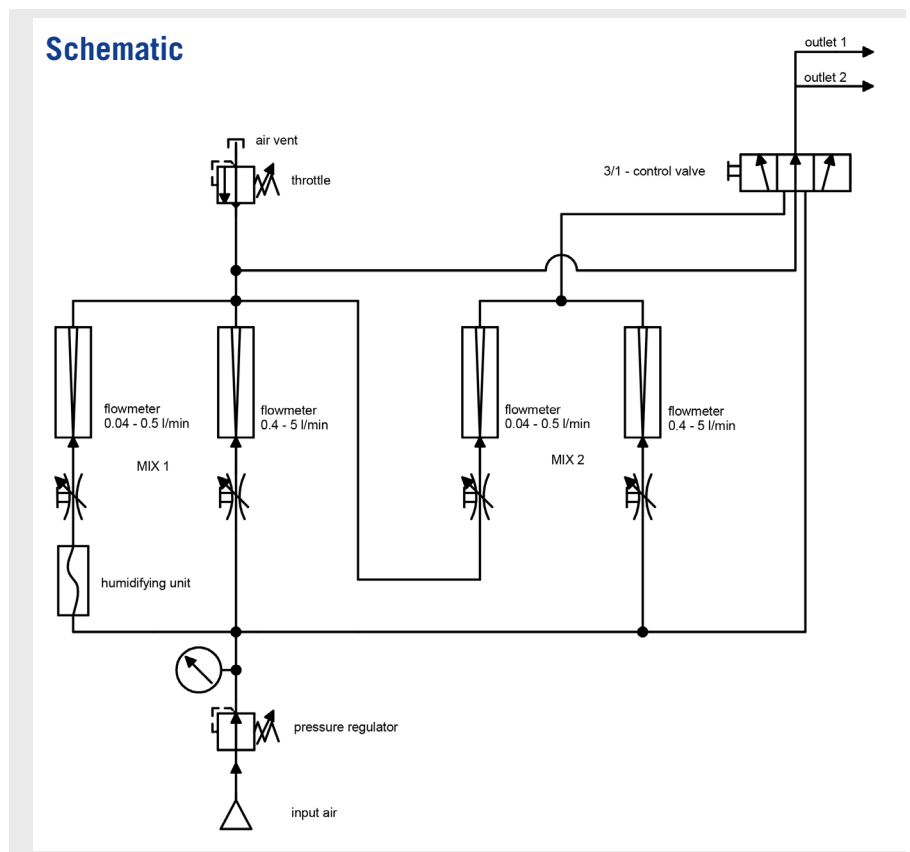 Schematic
outlet 1
outlet 2
air vent
3/1 - control valve
throttle
flowmeter
0.04 - 0.5 l/min
flowmeter
0.4 - 5 l/min
flowmeter
0.04 - 0.5 l/min
flowmeter
0.4 - 5 l/min
MIX 1
MIX 2
humidifying unit
pressure regulator
input air